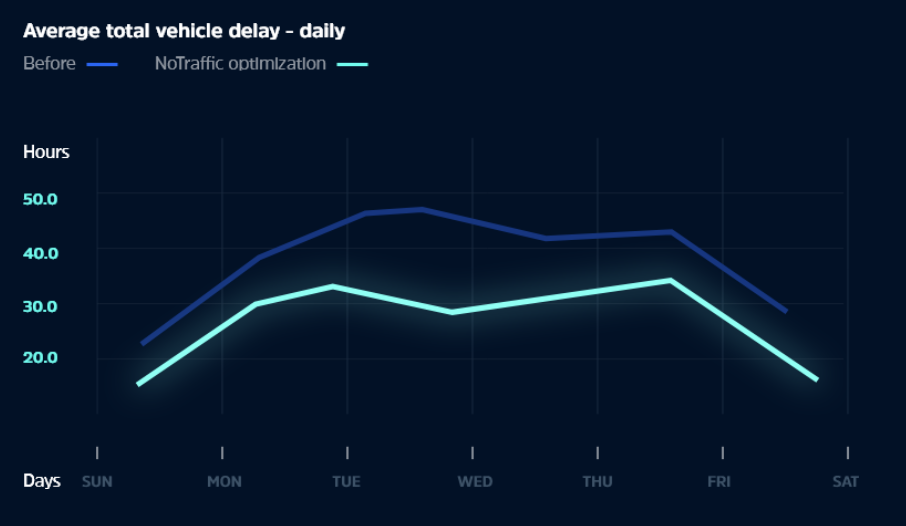 Average total vehicle delay - daily
Before NoTraffic optimization
Hours
50.0
40.0
30.0
20.0
Days SUN MON TUE WED THU FRI SAT